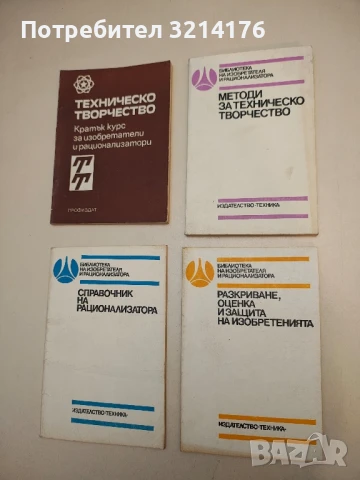 Потребител 3214176
ТЕХНИЧЕСКО
ТВОРЧЕСТВО
Кратък курс
за изобретатели
и рационализатори
ТТ
ПРОФИЗДАТ
БИБЛИОТЕКА
НА ИЗОБРЕТАТЕЛЯ
И РАЦИОНАЛИЗАТОРА
МЕТОДИ
ЗА ТЕХНИЧЕСКО
ТВОРЧЕСТВО
ИЗДАТЕЛСТВО·ТЕХНИКА·
БИБЛИОТЕКА
НА ИЗОБРЕТАТЕЛЯ
И РАЦИОНАЛИЗАТОРА
СПРАВОЧНИК
НА
РАЦИОНАЛИЗАТОРА
ИЗДАТЕЛСТВО·ТЕХНИКА·
БИБЛИОТЕКА
НА ИЗОБРЕТАТЕЛЯ
И РАЦИОНАЛИЗАТОРА
РАЗКРИВАНЕ,
ОЦЕНКА
И ЗАЩИТА
НА ИЗОБРЕТЕНИЯТА
ИЗДАТЕЛСТВО·ТЕХНИКА·
BAZAR